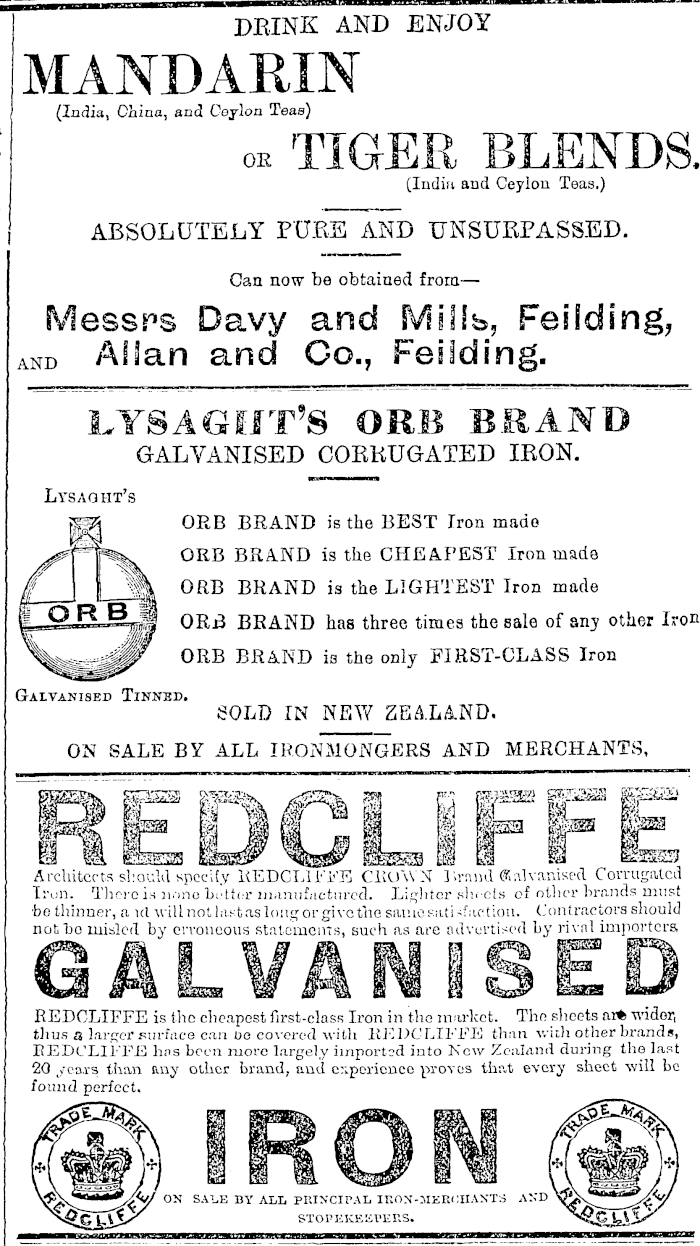 DRINK AND ENJOY
MANDARIN
(India, China, and Ceylon Teas)
OR TIGER BLENDS.
(India and Ceylon Teas.)
ABSOLUTELY PURE AND UNSURPASSED.
Can now be obtained from—
Messrs Davy and Mills, Feilding,
AND Allan and Co., Feilding.
LYSAGHT'S ORB BRAND
GALVANISED CORRUGATED IRON.
LYSAGHT'S
ORB
GALVANISED TINNED.
ORB BRAND is the BEST Iron made
ORB BRAND is the CHEAPEST Iron made
ORB BRAND is the LIGHTEST Iron made
ORB BRAND has three times the sale of any other Iron
ORB BRAND is the only FIRST-CLASS Iron
SOLD IN NEW ZEALAND.
ON SALE BY ALL IRONMONGERS AND MERCHANTS,
REDCLIFFE
Architects should specify REDCLIFFE CROWN Brand Galvanised Corrugated
Iron. There is none better manufactured. Lighter sheets of other brands must
be thinner, and will not last as long or give the same satisfaction. Contractors should
not be misled by erroneous statements, such as are advertised by rival importers
GALVANISED
REDCLIFFE is the cheapest first-class Iron in the market. The sheets are wider,
thus a larger surface can be covered with REDCLIFFE than with other brands,
REDCLIFFE has been more largely imported into New Zealand during the last
20 years than any other brand, and experience proves that every sheet will be
found perfect.
TRADE MARK
REDCLIFFE
IRON
TRADE MARK
REDCLIFFE
ON SALE BY ALL PRINCIPAL IRON-MERCHANTS AND
STOREKEEPERS.